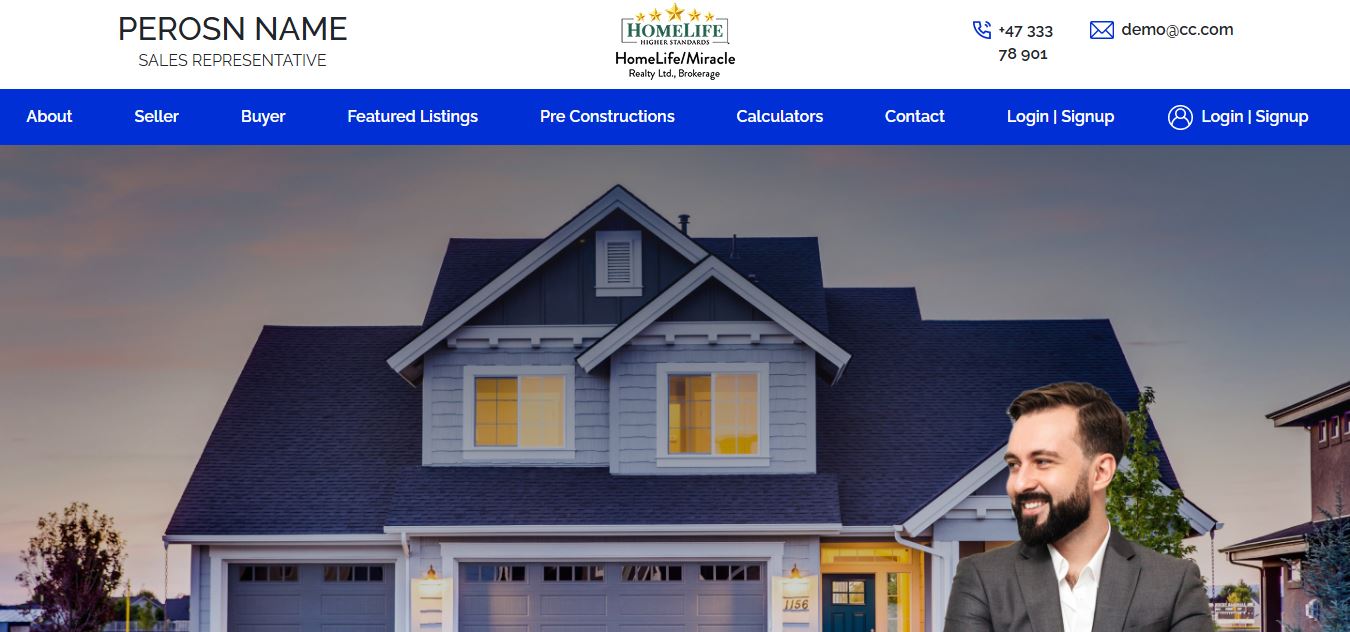 PEROSN NAME
SALES REPRESENTATIVE
HOMELIFE
HIGHER STANDARDS
HomeLife/Miracle
Realty Ltd., Brokerage
+47 333
78 901
demo@cc.com
About Seller Buyer Featured Listings Pre Constructions Calculators Contact Login | Signup Login | Signup
1156